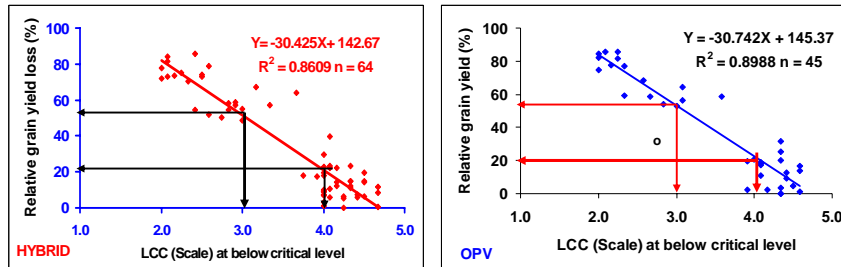 Relative grain yield loss (%)
100
80
60
40
20
0
1.0
2.0
3.0
4.0
5.0
Y = -30.425X+ 142.67
R² = 0.8609 n = 64
HYBRID
LCC (Scale) at below critical level
Relative grain yield (%)
100
80
60
40
20
0
1.0
2.0
3.0
4.0
5.0
Y = -30.742X + 145.37
R² = 0.8988 n = 45
OPV
LCC (Scale) at below critical level